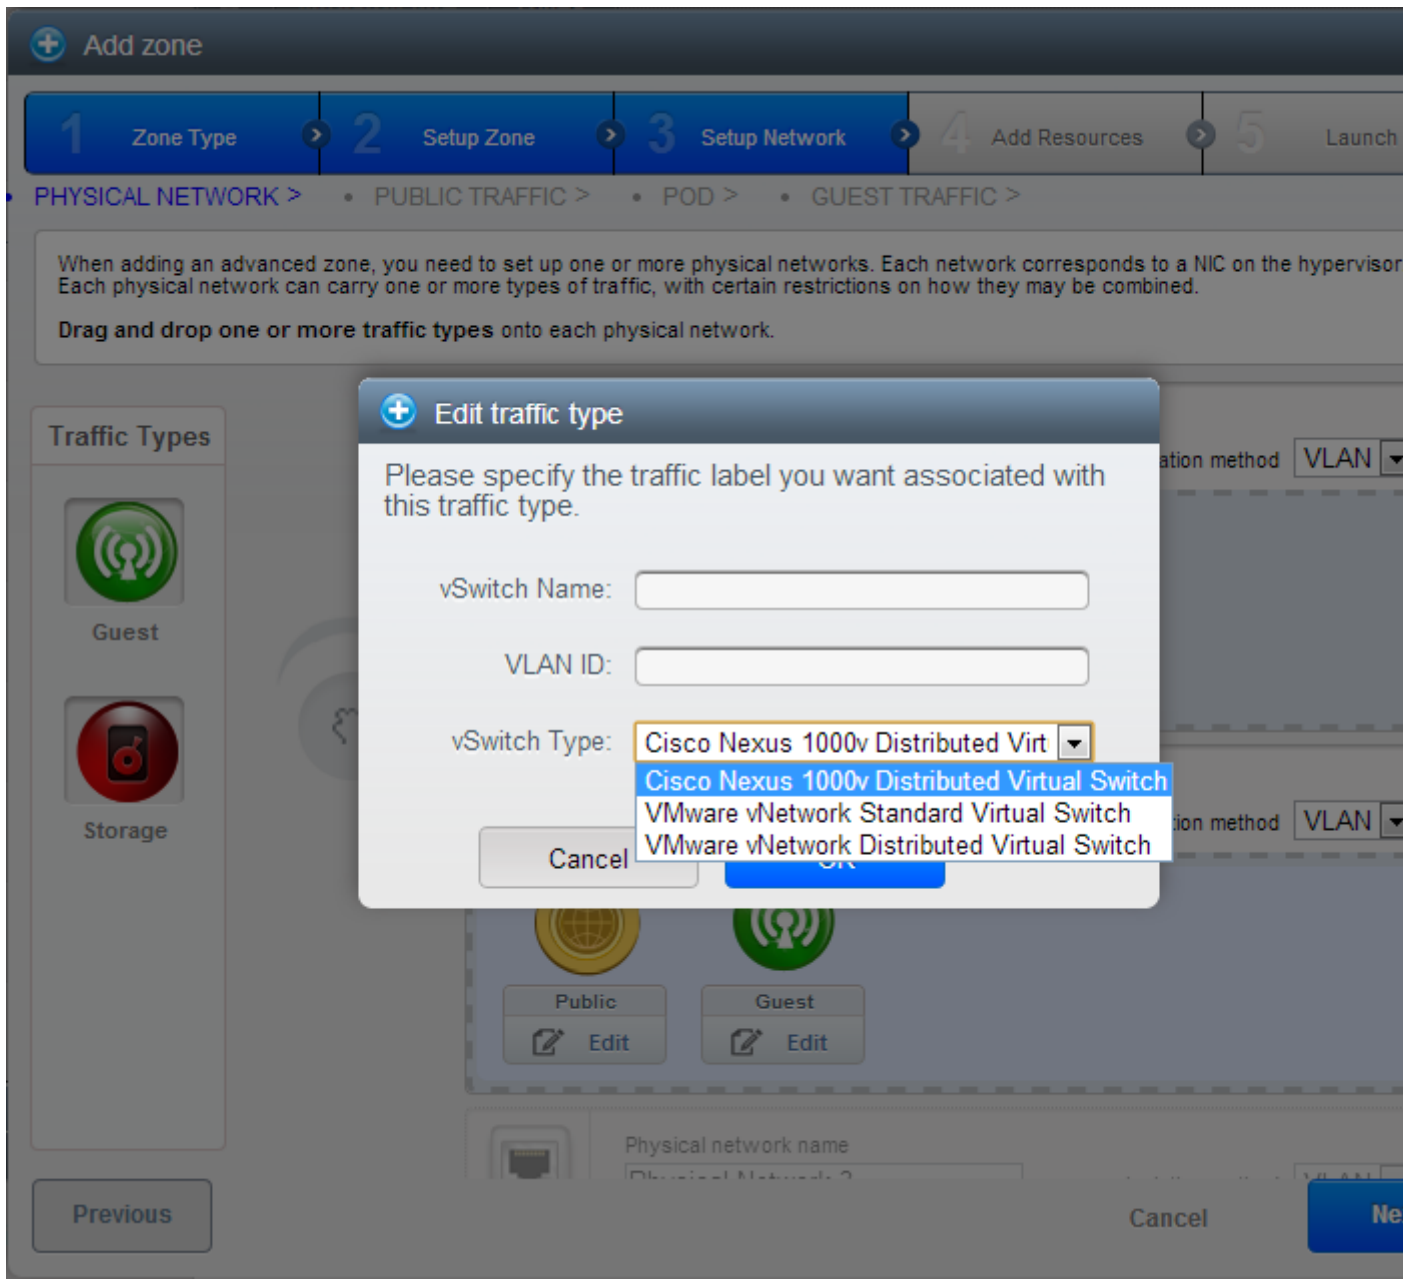 Add zone
1 Zone Type > 2 Setup Zone > 3 Setup Network > 4 Add Resources > 5 Launch
• PHYSICAL NETWORK > • PUBLIC TRAFFIC > • POD > • GUEST TRAFFIC >
When adding an advanced zone, you need to set up one or more physical networks. Each network corresponds to a NIC on the hypervisor
Each physical network can carry one or more types of traffic, with certain restrictions on how they may be combined.
Drag and drop one or more traffic types onto each physical network.
Traffic Types
Guest
Storage
Edit traffic type
Please specify the traffic label you want associated with
this traffic type.
vSwitch Name:
VLAN ID:
vSwitch Type: Cisco Nexus 1000v Distributed Virt
Cisco Nexus 1000v Distributed Virtual Switch
VMware vNetwork Standard Virtual Switch
VMware vNetwork Distributed Virtual Switch
Cancel OK
ation method VLAN
ion method VLAN
Public Guest
Edit Edit
Physical network name
Previous Cancel Ne